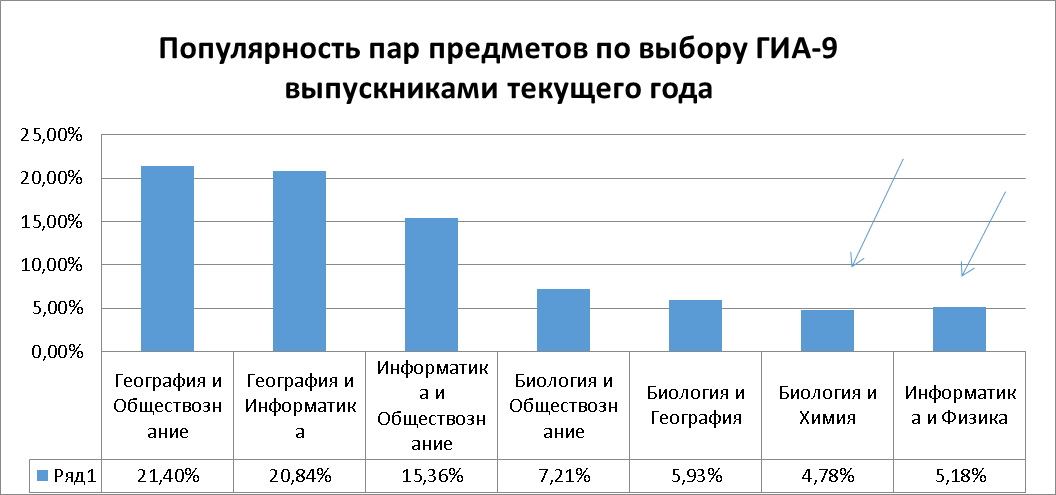 Популярность пар предметов по выбору ГИА-9
выпускниками текущего года
25,00%
20,00%
15,00%
10,00%
5,00%
0,00%
География и
Обществозн
ание
География и
Информатик
а
Информатик
а и
Обществозн
ание
Биология и
Обществозн
ание
Биология и
География
Биология и
Химия
Информатик
а и Физика
Ряд1 21,40% 20,84% 15,36% 7,21% 5,93% 4,78% 5,18%